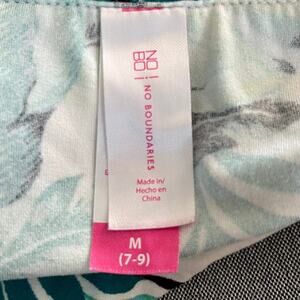 NO!
BO!
NO BOUNDARIES
Made in/
Hecho en
China
M
(7-9)